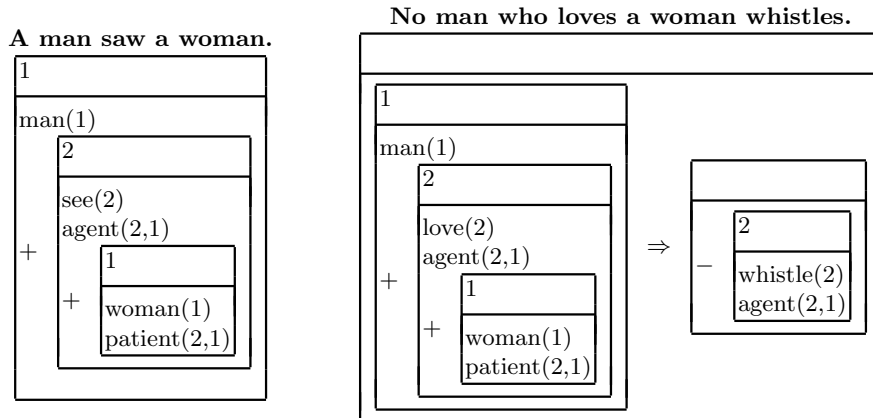 A man saw a woman.
1
man(1)
+
2
see(2)
agent(2,1)
+
1
woman(1)
patient(2,1)
No man who loves a woman whistles.
1
man(1)
+
2
love(2)
agent(2,1)
+
1
woman(1)
patient(2,1)
⇒
−
2
whistle(2)
agent(2,1)